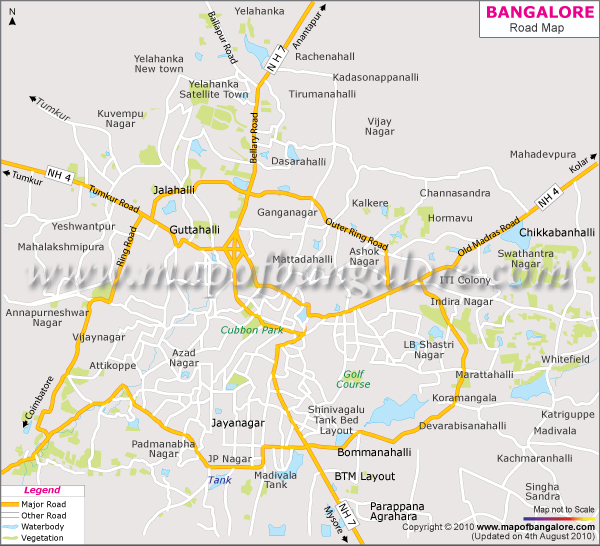 BANGALORE
Road Map
N
Yelahanka
Ballapur Road
Anantapur
NH 7
Rachenahall
Yelahanka
New town
Kadasonappanalli
Yelahanka
Satellite Town
Tirumanahally
Tumkur
Kuvempu
Nagar
Vijay
Nagar
Bellary Road
Dasarahalli
Mahadevpura
Kolar
NH 4
Tumkur
Tumkur Road
Jalahalli
Channasandra
NH 4
Kalkere
Ganganagar
Hormavu
Yeshwantpur
Guttahalli
Outer Ring Road
Old Madras Road
Chikkabanhalli
Mahalakshmipura
Ring Road
Ashok
Nagar
Mattadahalli
Swathantra
Nagar
www.mapofbangalore.com
ITI Colony
Indira Nagar
Annapurneshwar
Nagar
Cubbon Park
Vijaynagar
LB Shastri
Nagar
Azad
Nagar
Whitefield
Attikoppe
Golf
Course
Marattahalli
Coimbatore
Koramangala
Shinivagalu
Tank Bed
Layout
Katriguppe
Jayanagar
Devarabisanahalli
Madivala
Padmanabha
Nagar
Bommanahalli
JP Nagar
Kachmaranhalli
Tank
Madivala
Tank
BTM Layout
Singha
Sandra
Legend
Major Road
Other Road
Waterbody
Vegetation
NH 7
Mysore
Parappana
Agrahara
Map not to Scale
Copyright © 2010 www.mapofbangalore.com
(Updated on 4th August 2010)